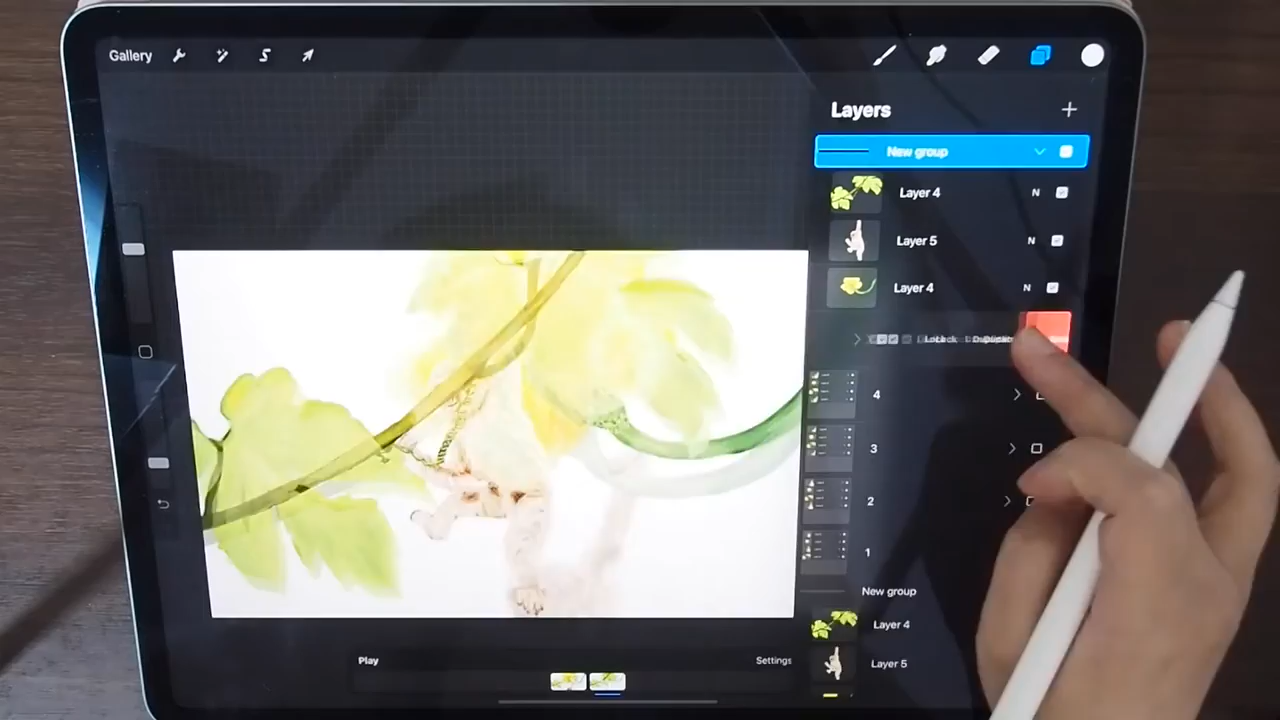 Gallery
Layers
New group
Layer 4 N
Layer 5 N
Layer 4 N
4
3
2
1
New group
Layer 4
Layer 5
Play
Settings